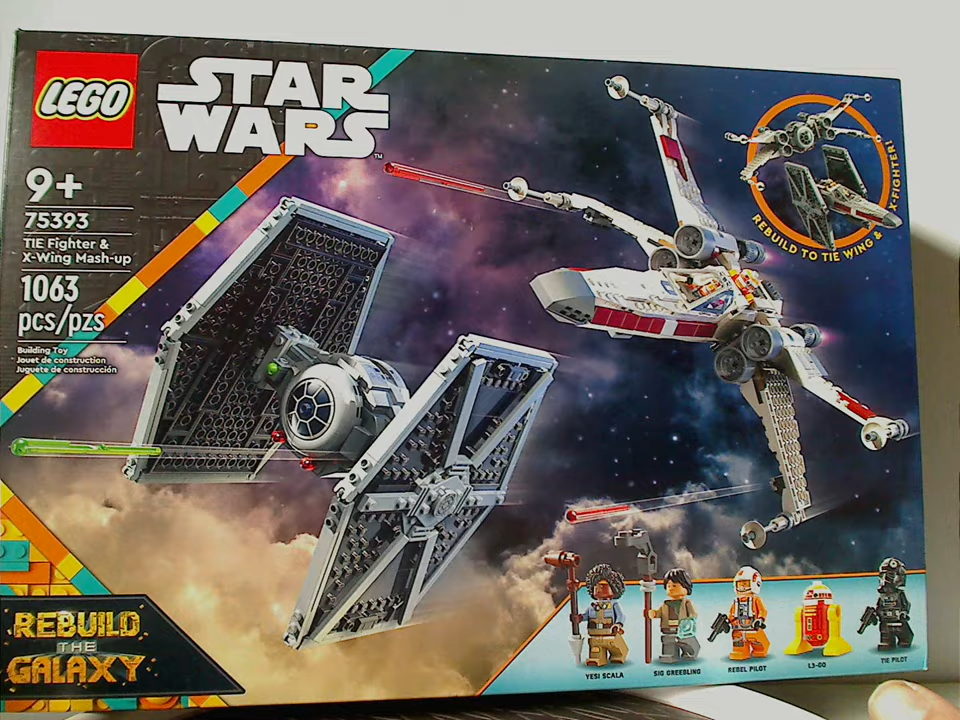 LEGO
STAR
WARS
TM
9+
75393
TIE Fighter &
X-Wing Mash-up
1063
pcs/pzs
Building Toy
Jouet de construction
Juguete de construcción
REBUILD TO TIE WING & X-FIGHTER!
REBUILD
THE
GALAXY
YESI SCALA
SIG GREEBLING
REBEL PILOT
L3-G0
TIE PILOT